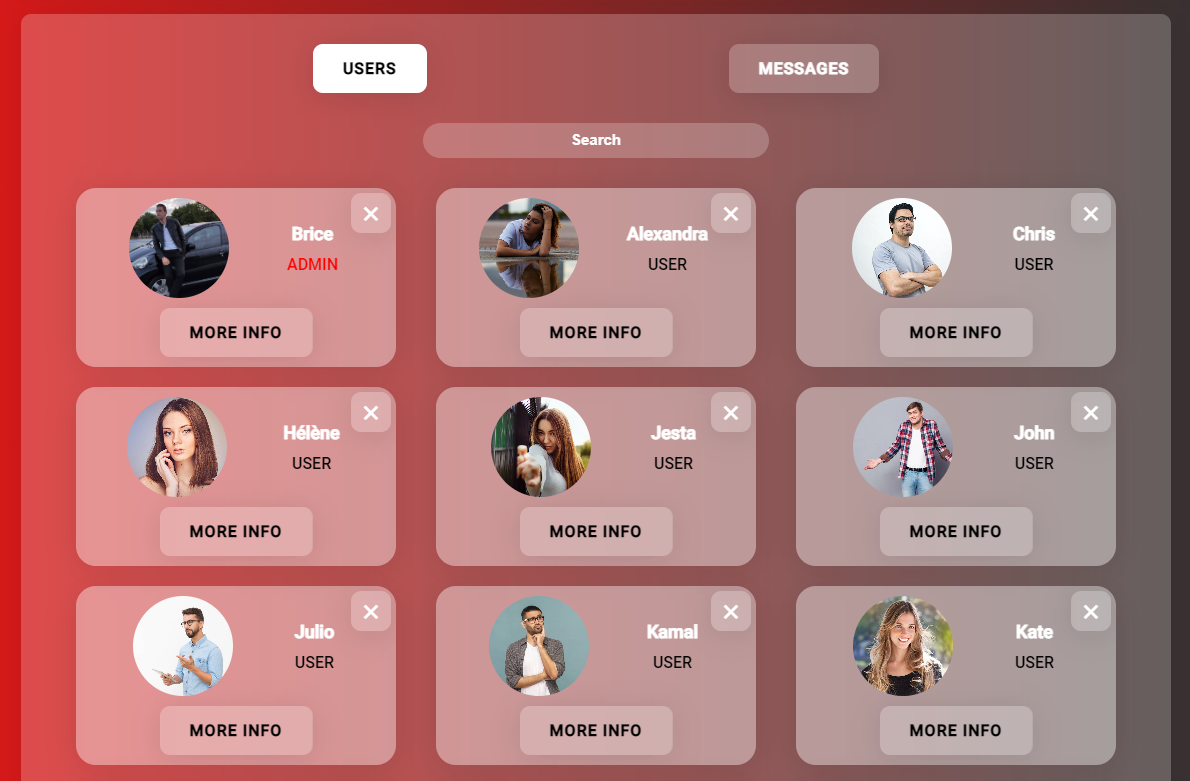 USERS
MESSAGES
Search
Brice
ADMIN
MORE INFO
Alexandra
USER
MORE INFO
Chris
USER
MORE INFO
Hélène
USER
MORE INFO
Jesta
USER
MORE INFO
John
USER
MORE INFO
Julio
USER
MORE INFO
Kamal
USER
MORE INFO
Kate
USER
MORE INFO